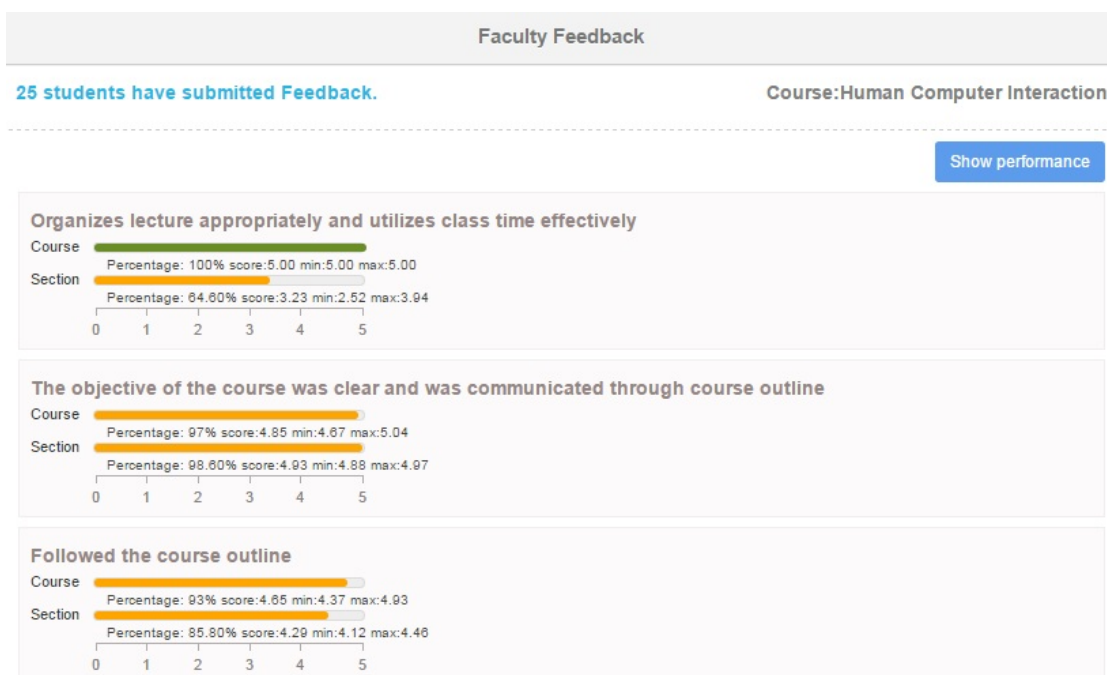 Faculty Feedback
25 students have submitted Feedback.
Course:Human Computer Interaction
Show performance
Organizes lecture appropriately and utilizes class time effectively
Course
Percentage: 100% score:5.00 min:5.00 max:5.00
Section
Percentage: 64.60% score:3.23 min:2.52 max:3.94
0 1 2 3 4 5
The objective of the course was clear and was communicated through course outline
Course
Percentage: 97% score:4.85 min:4.67 max:5.04
Section
Percentage: 98.60% score:4.93 min:4.88 max:4.97
0 1 2 3 4 5
Followed the course outline
Course
Percentage: 93% score:4.65 min:4.37 max:4.93
Section
Percentage: 85.80% score:4.29 min:4.12 max:4.46
0 1 2 3 4 5